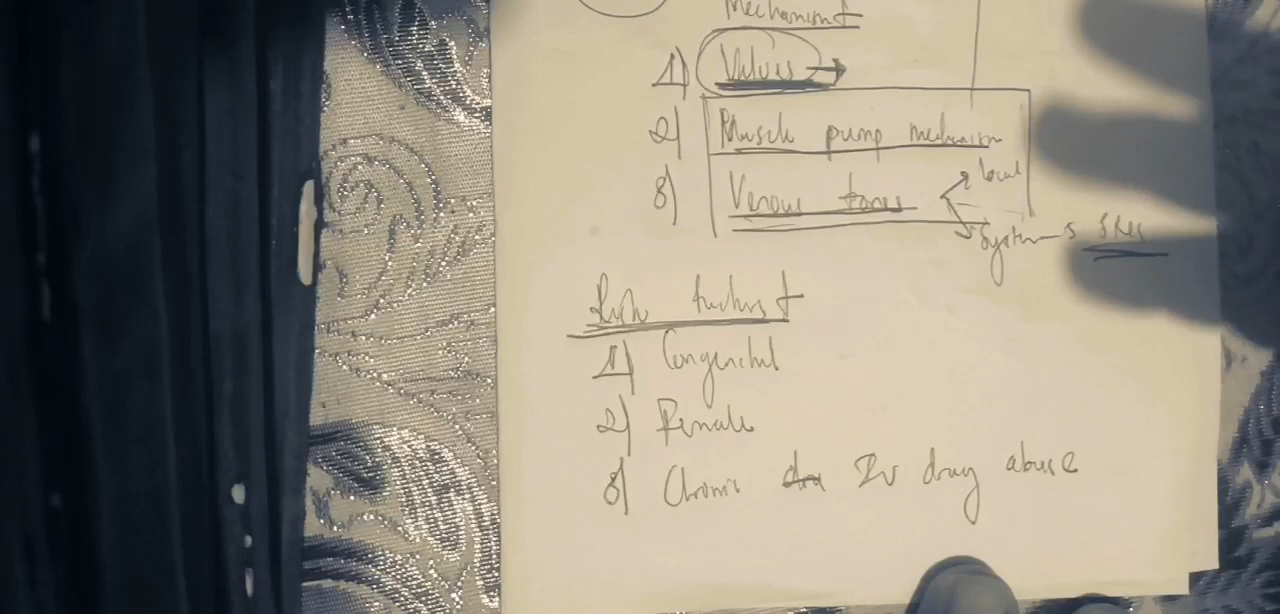 Mechanism
1) Valves →
2) Muscle pump mechanism
3) Venous tone local
System s
Risk factors
1) Congenital
2) Female
3) Chronic IV drug abuse